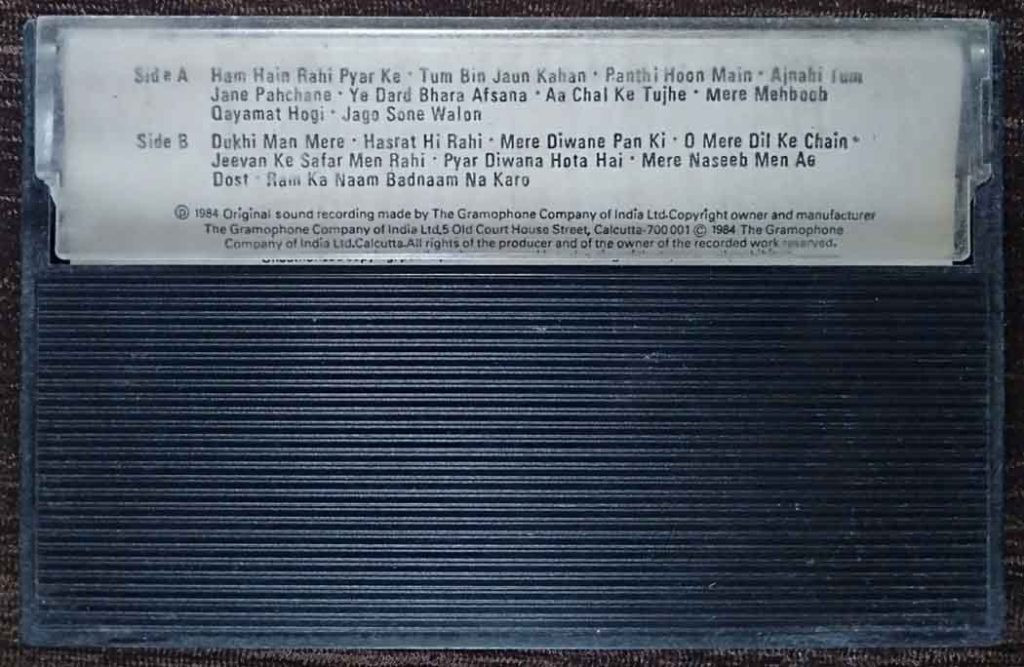 Side A Ham Hain Rahi Pyar Ke · Tum Bin Jaun Kahan · Panthi Hoon Main · Ajnabi Tum
Jane Pahchane · Ye Dard Bhara Afsana · Aa Chal Ke Tujhe · Mere Mehboob
Qayamat Hogi · Jago Sone Walon
Side B Dukhi Man Mere · Hasrat Hi Rahi · Mere Diwane Pan Ki · O Mere Dil Ke Chain ·
Jeevan Ke Safar Men Rahi · Pyar Diwana Hota Hai · Mere Naseeb Men Ae
Dost · Ram Ka Naam Badnaam Na Karo
℗ 1984 Original sound recording made by The Gramophone Company of India Ltd.Copyright owner and manufacturer
The Gramophone Company of India Ltd,5 Old Court House Street, Calcutta-700 001 © 1984 The Gramophone
Company of India Ltd.Calcutta.All rights of the producer and of the owner of the recorded work reserved.